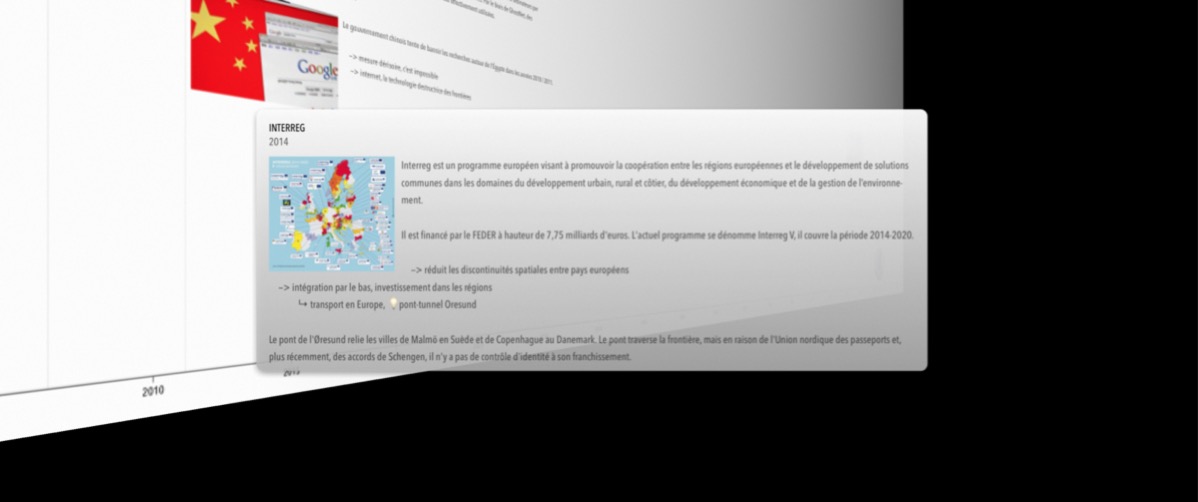 effectivement utilisées.
Google
Le gouvernement chinois tente de bannir les recherches autour de l'Egypte dans les années 2010/ 2011.
–> mesure dérisoire, c'est impossible
–> internet, la technologie destructrice des frontières
INTERREG
2014
Interreg est un programme européen visant à promouvoir la coopération entre les régions européennes et le développement de solutions
communes dans les domaines du développement urbain, rural et côtier, du développement économique et de la gestion de l'environne-
ment.
Il est financé par le FEDER à hauteur de 7,75 milliards d'euros. L'actuel programme se dénomme Interreg V, il couvre la période 2014-2020.
–> réduit les discontinuités spatiales entre pays européens
–> intégration par le bas, investissement dans les régions
↪ transport en Europe, 💡 pont-tunnel Oresund
Le pont de l'Øresund relie les villes de Malmö en Suède et de Copenhague au Danemark. Le pont traverse la frontière, mais en raison de l'Union nordique des passeports et,
plus récemment, des accords de Schengen, il n'y a pas de contrôle d'identité à son franchissement.
2010